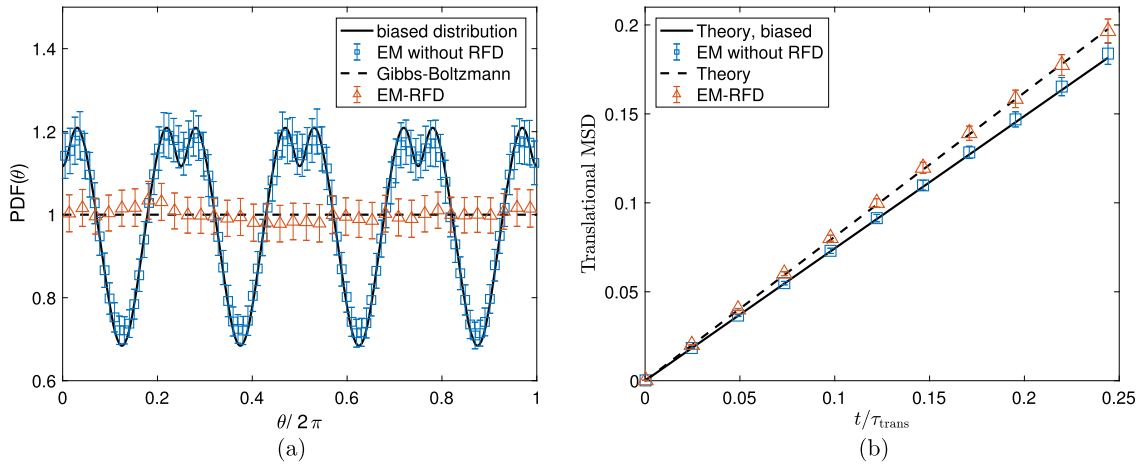 biased distribution
EM without RFD
Gibbs-Boltzmann
EM-RFD
PDF(θ)
1.4
1.2
1
0.8
0.6
0 0.2 0.4 0.6 0.8 1
θ/ 2 π
(a)
Theory, biased
EM without RFD
Theory
EM-RFD
Translational MSD
0.2
0.15
0.1
0.05
0
0 0.05 0.1 0.15 0.2 0.25
t/τtrans
(b)